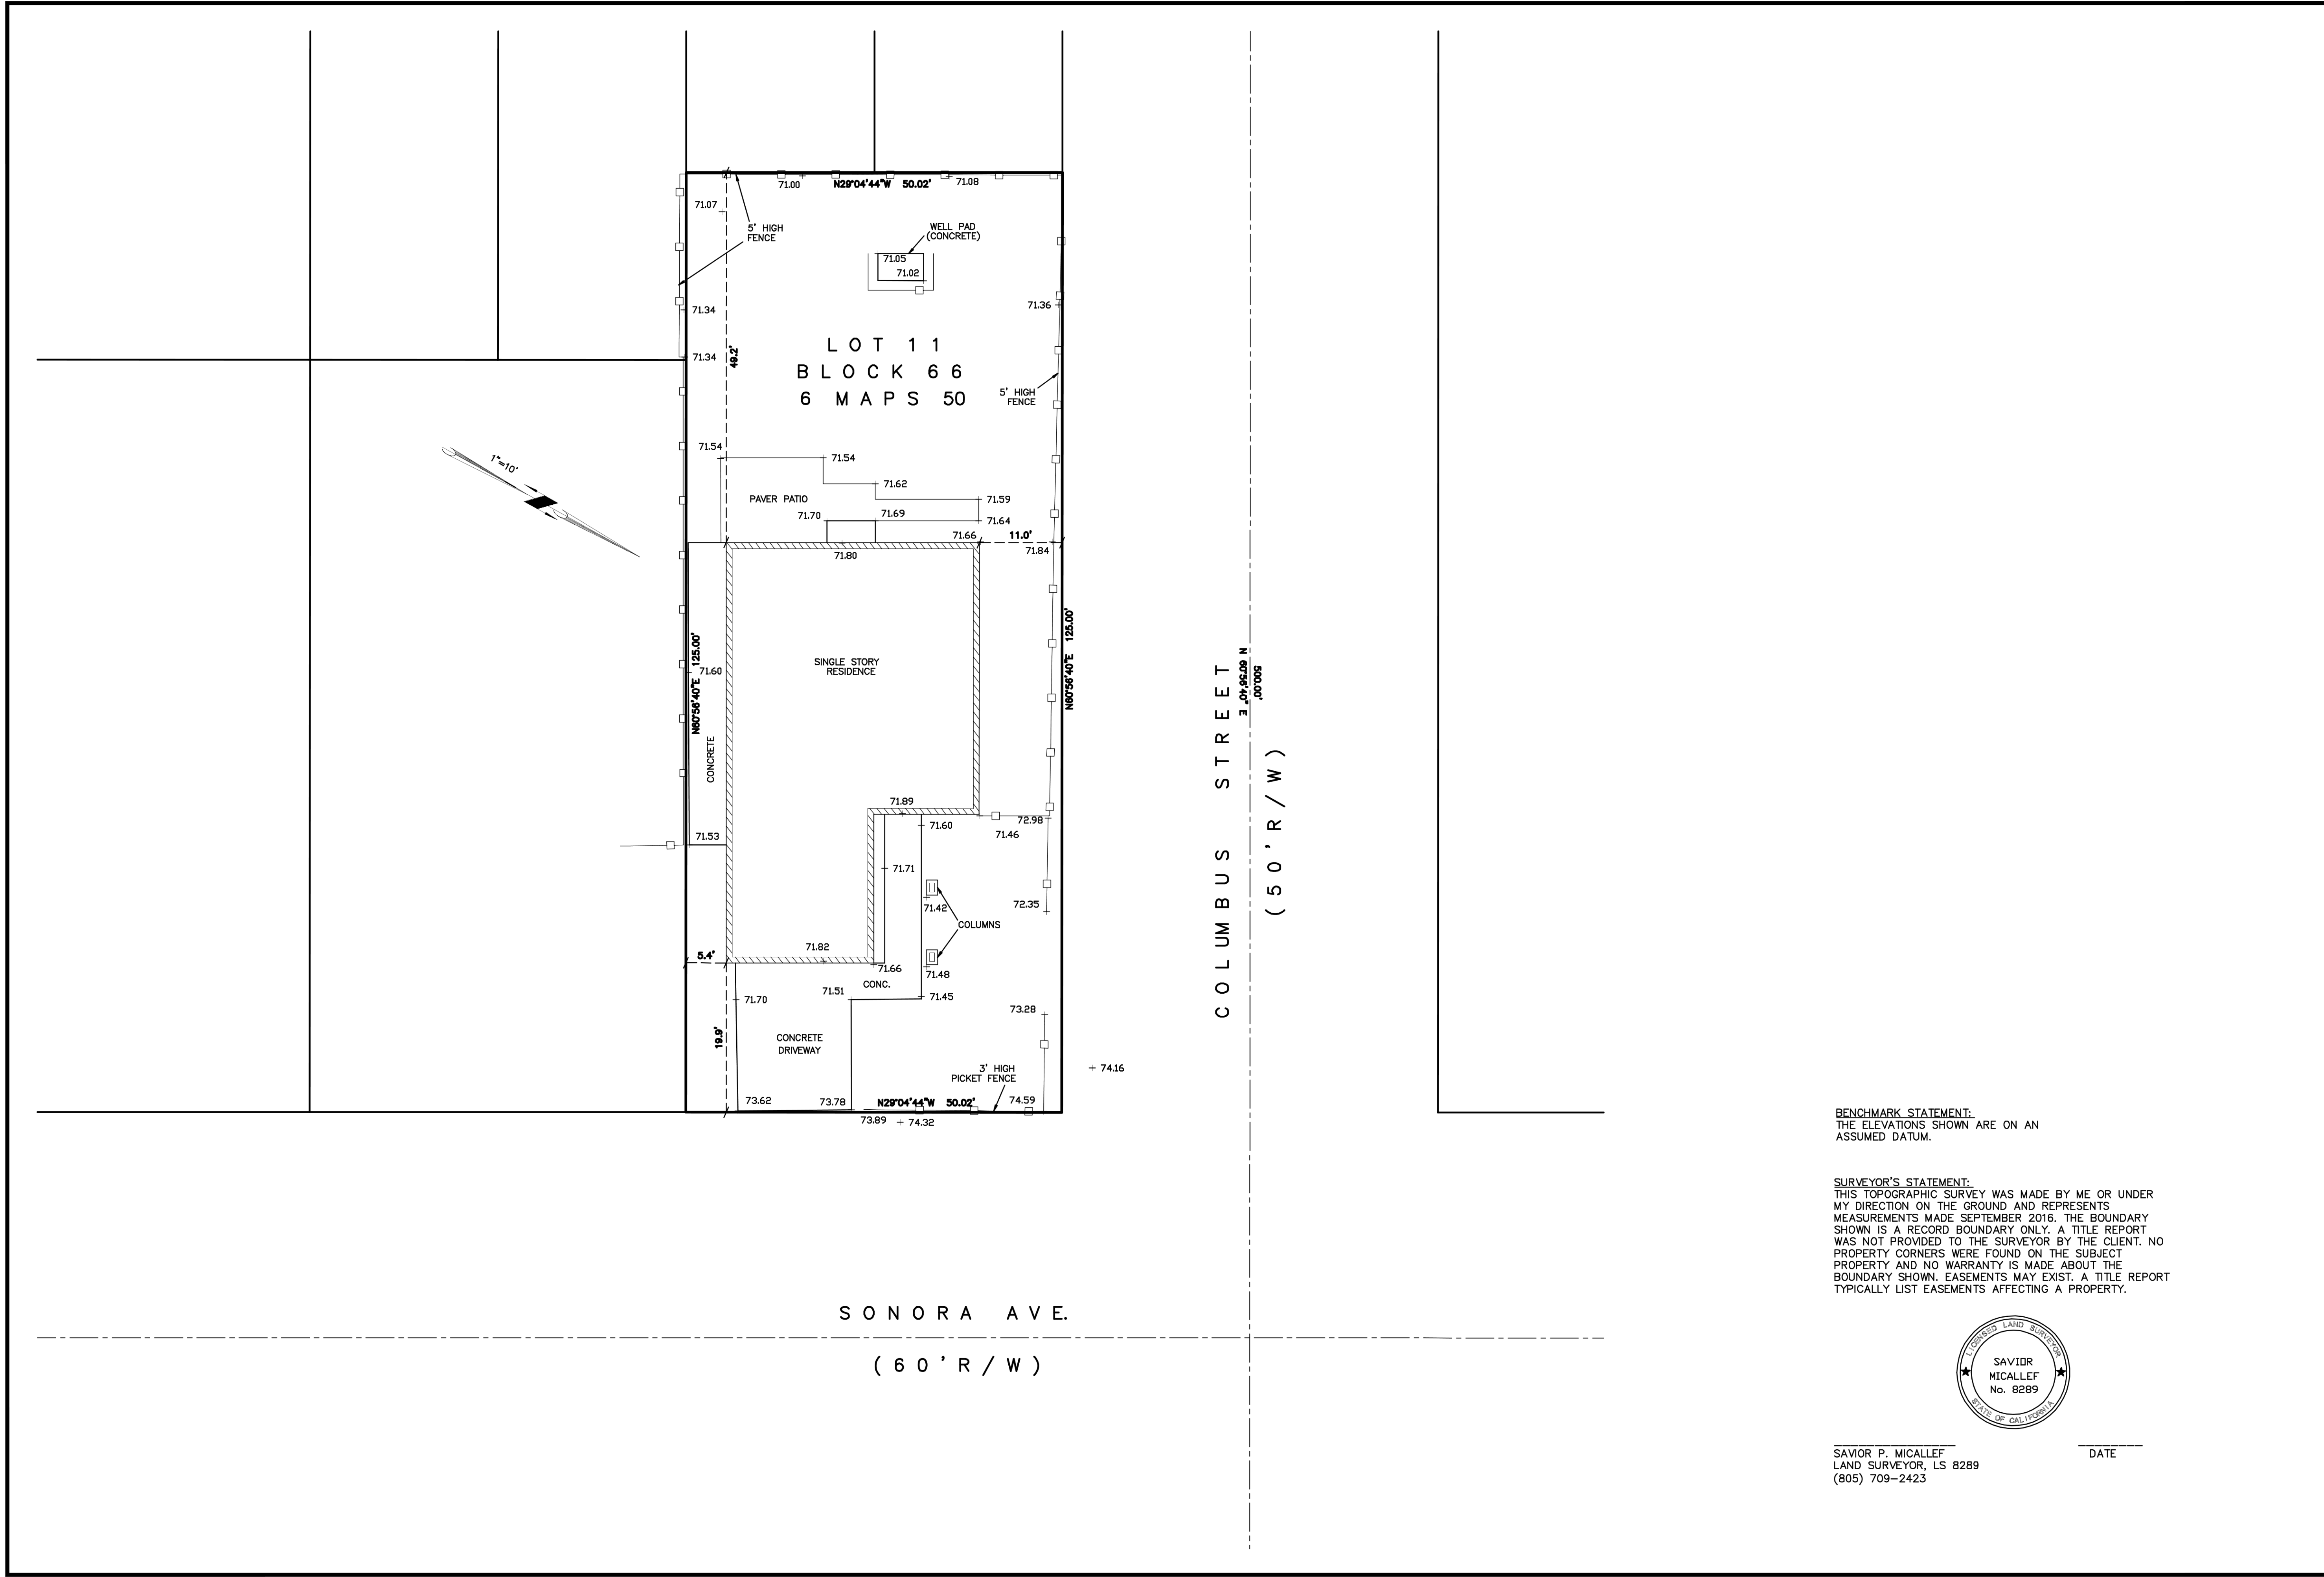 71.00
N29°04'44"W 50.02'
71.08
71.07
5' HIGH
FENCE
WELL PAD
(CONCRETE)
71.05
71.02
71.34
71.36
LOT 11
BLOCK 66
6 MAPS 50
49.2'
71.34
5' HIGH
FENCE
1"=10'
71.54
71.54
71.62
PAVER PATIO
71.59
71.70
71.69
71.64
71.66
11.0'
71.84
71.80
N60°56'40"E 125.00'
71.60
SINGLE STORY
RESIDENCE
N60°56'40"E 125.00'
CONCRETE
COLUMBUS STREET
N 60°56'40" E
500.00'
(50'R/W)
71.89
71.60
72.98
71.46
71.53
71.71
71.42
72.35
COLUMNS
71.82
5.4'
71.66
71.48
CONC.
71.51
71.45
71.70
73.28
19.9'
CONCRETE
DRIVEWAY
3' HIGH
PICKET FENCE
74.16
73.62
73.78
N29°04'44"W 50.02'
74.59
73.89
74.32
SONORA AVE.
(60'R/W)
BENCHMARK STATEMENT:
THE ELEVATIONS SHOWN ARE ON AN
ASSUMED DATUM.
SURVEYOR'S STATEMENT:
THIS TOPOGRAPHIC SURVEY WAS MADE BY ME OR UNDER
MY DIRECTION ON THE GROUND AND REPRESENTS
MEASUREMENTS MADE SEPTEMBER 2016. THE BOUNDARY
SHOWN IS A RECORD BOUNDARY ONLY. A TITLE REPORT
WAS NOT PROVIDED TO THE SURVEYOR BY THE CLIENT. NO
PROPERTY CORNERS WERE FOUND ON THE SUBJECT
PROPERTY AND NO WARRANTY IS MADE ABOUT THE
BOUNDARY SHOWN. EASEMENTS MAY EXIST. A TITLE REPORT
TYPICALLY LIST EASEMENTS AFFECTING A PROPERTY.
LICENSED LAND SURVEYOR
SAVIOR
MICALLEF
No. 8289
STATE OF CALIFORNIA
SAVIOR P. MICALLEF
LAND SURVEYOR, LS 8289
(805) 709-2423
DATE